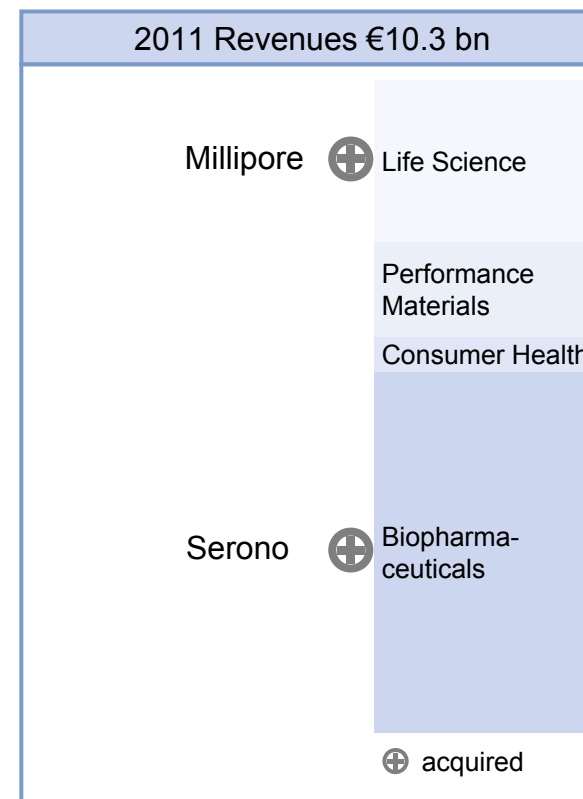 2011 Revenues €10.3 bn
Millipore
Life Science
Performance
Materials
Consumer Health
Serono
Biopharma-
ceuticals
acquired